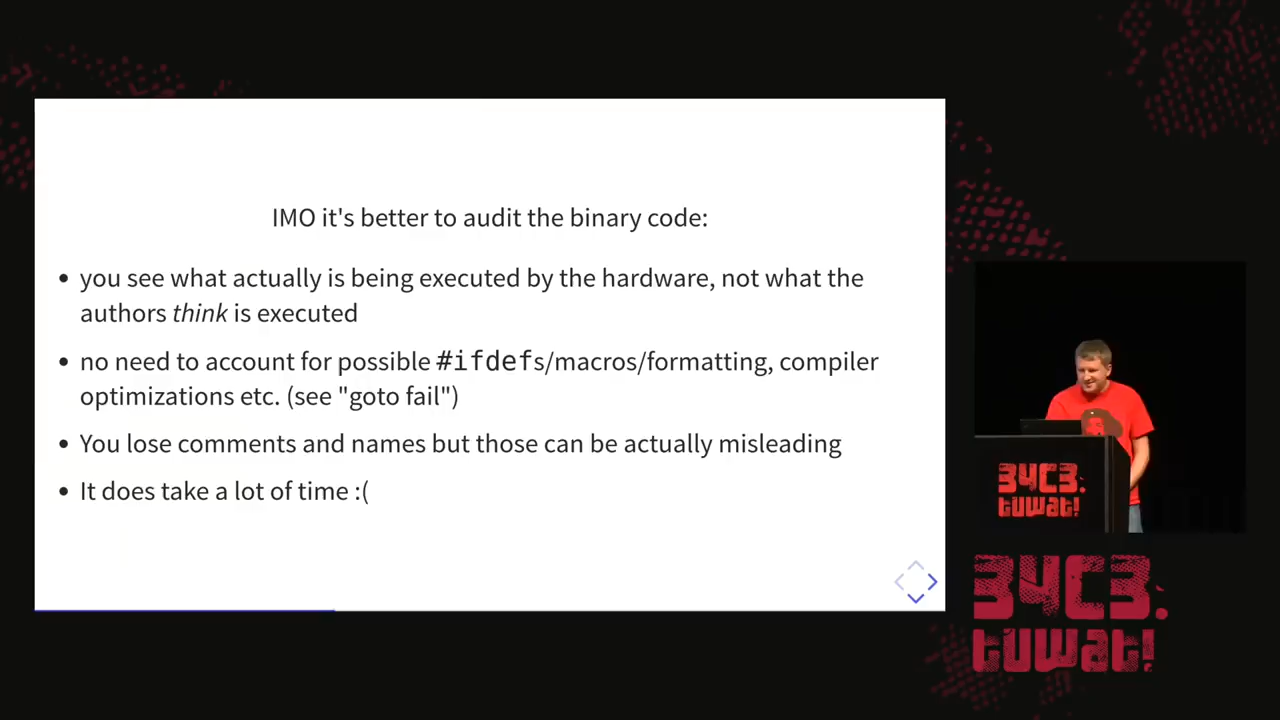 IMO it's better to audit the binary code:
• you see what actually is being executed by the hardware, not what the
authors think is executed
• no need to account for possible #ifdefs/macros/formatting, compiler
optimizations etc. (see "goto fail")
• You lose comments and names but those can be actually misleading
• It does take a lot of time :(
34C3.
tuwat!
34C3.
tuwat!